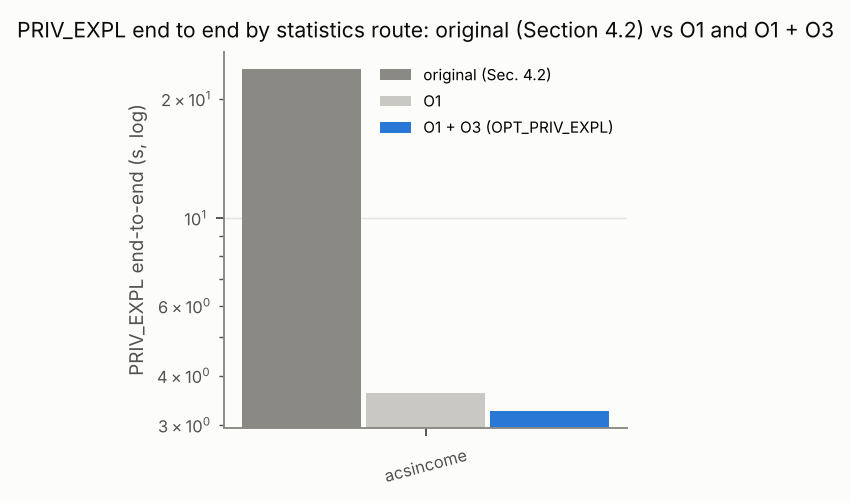 PRIV_EXPL end to end by statistics route: original (Section 4.2) vs O1 and O1 + O3
original (Sec. 4.2)
O1
O1 + O3 (OPT_PRIV_EXPL)
PRIV_EXPL end-to-end (s, log)
2 × 10¹
10¹
6 × 10⁰
4 × 10⁰
3 × 10⁰
acsincome